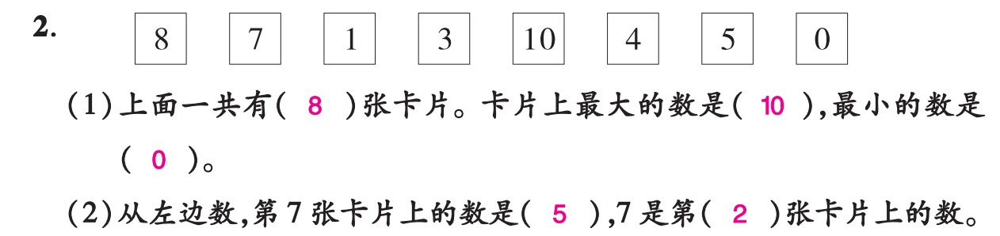 2. 8 7 1 3 10 4 5 0
(1)上面一共有( 8 )张卡片。卡片上最大的数是( 10 ),最小的数是
( 0 )。
(2)从左边数,第 7 张卡片上的数是( 5 ),7 是第( 2 )张卡片上的数。